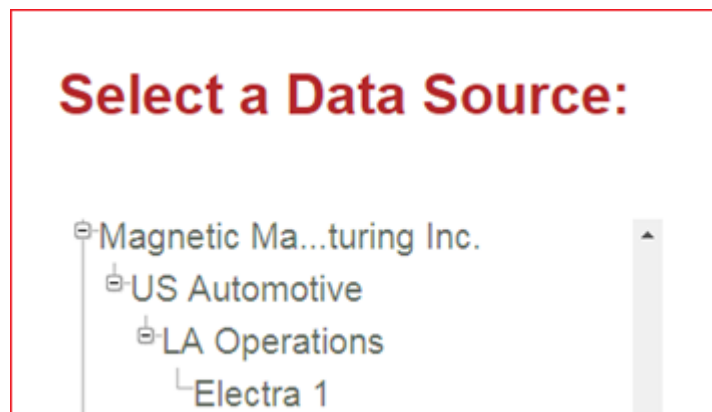 Select a Data Source:
Magnetic Ma...turing Inc.
US Automotive
LA Operations
Electra 1